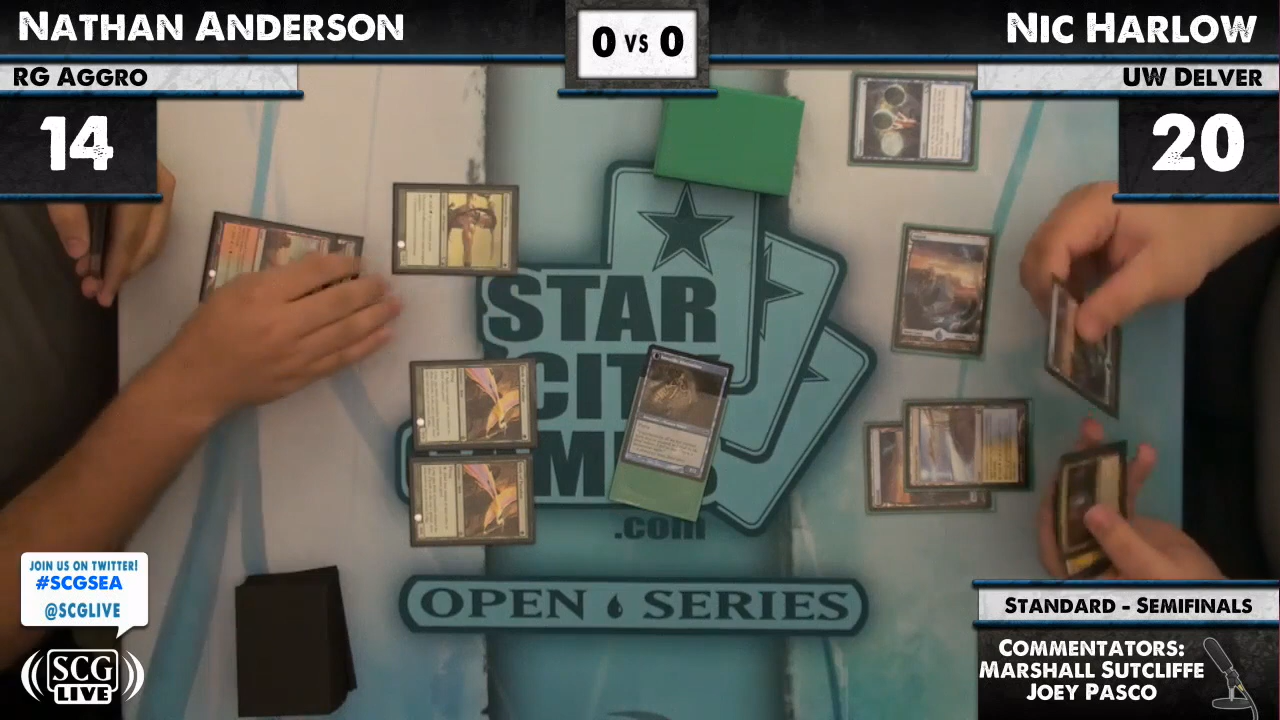 NATHAN ANDERSON
0 VS 0
NIC HARLOW
RG AGGRO
UW DELVER
14
20
STAR
CITY
GAMES
.com
OPEN SERIES
JOIN US ON TWITTER!
#SCGSEA
@SCGLIVE
SCG
LIVE
STANDARD - SEMIFINALS
COMMENTATORS:
MARSHALL SUTCLIFFE
JOEY PASCO